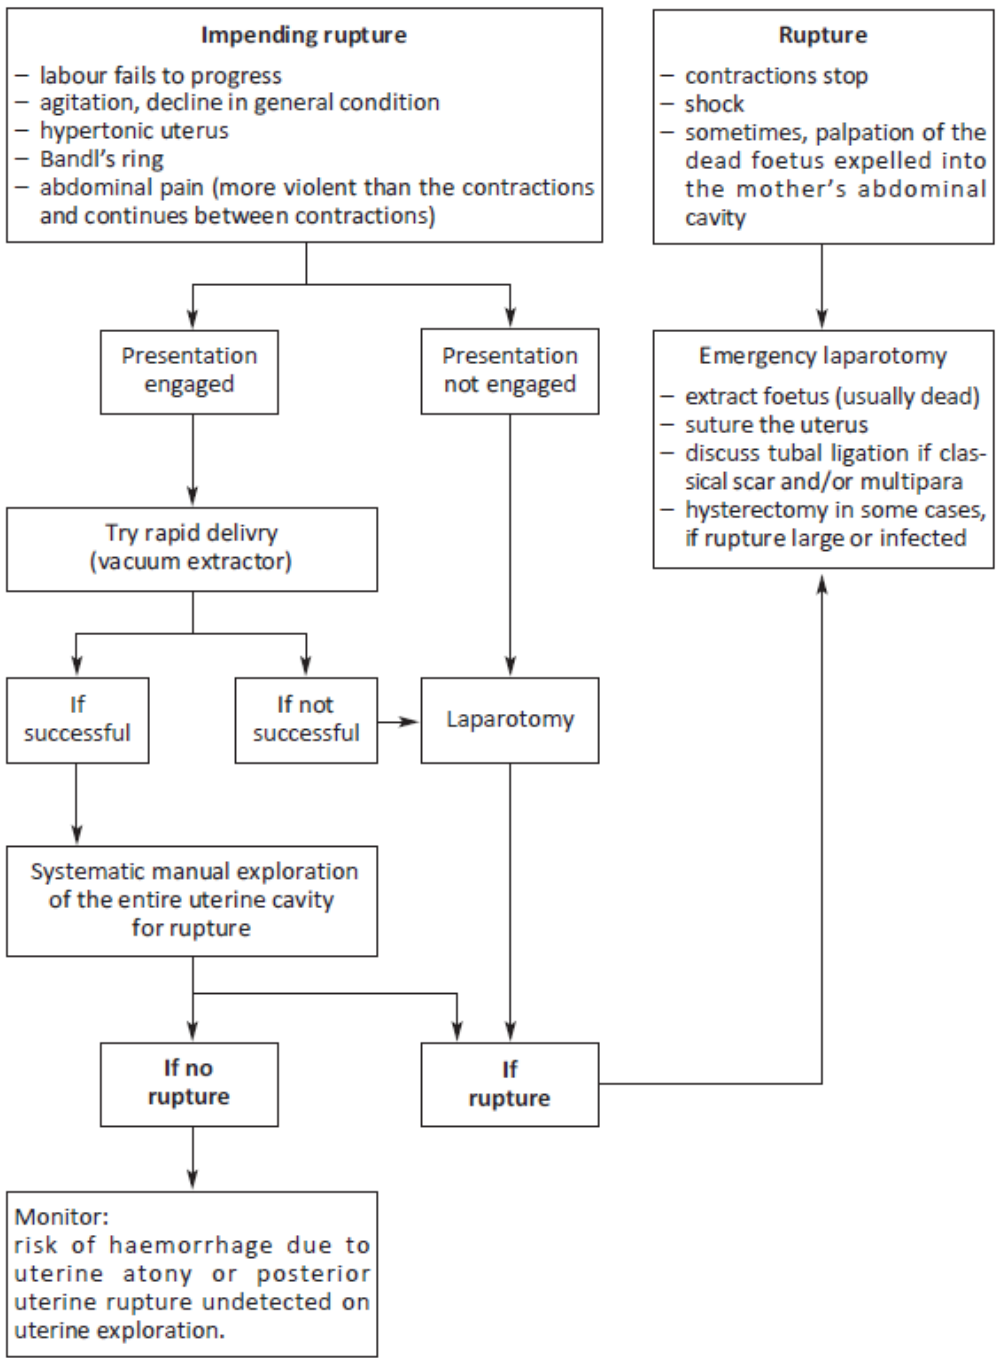 Impending rupture
– labour fails to progress
– agitation, decline in general condition
– hypertonic uterus
– Bandl's ring
– abdominal pain (more violent than the contractions
and continues between contractions)
Rupture
– contractions stop
– shock
– sometimes, palpation of the
dead foetus expelled into
the mother's abdominal
cavity
Presentation
engaged
Presentation
not engaged
Emergency laparotomy
– extract foetus (usually dead)
– suture the uterus
– discuss tubal ligation if clas-
sical scar and/or multipara
– hysterectomy in some cases,
if rupture large or infected
Try rapid delivry
(vacuum extractor)
If
successful
If not
successful
Laparotomy
Systematic manual exploration
of the entire uterine cavity
for rupture
If no
rupture
If
rupture
Monitor:
risk of haemorrhage due to
uterine atony or posterior
uterine rupture undetected on
uterine exploration.